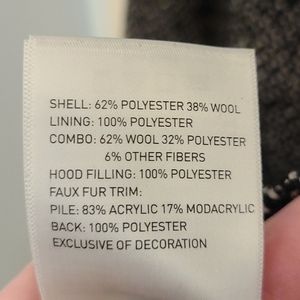 SHELL: 62% POLYESTER 38% WOOL
LINING: 100% POLYESTER
COMBO: 62% WOOL 32% POLYESTER
6% OTHER FIBERS
HOOD FILLING: 100% POLYESTER
FAUX FUR TRIM:
PILE: 83% ACRYLIC 17% MODACRYLIC
BACK: 100% POLYESTER
EXCLUSIVE OF DECORATION